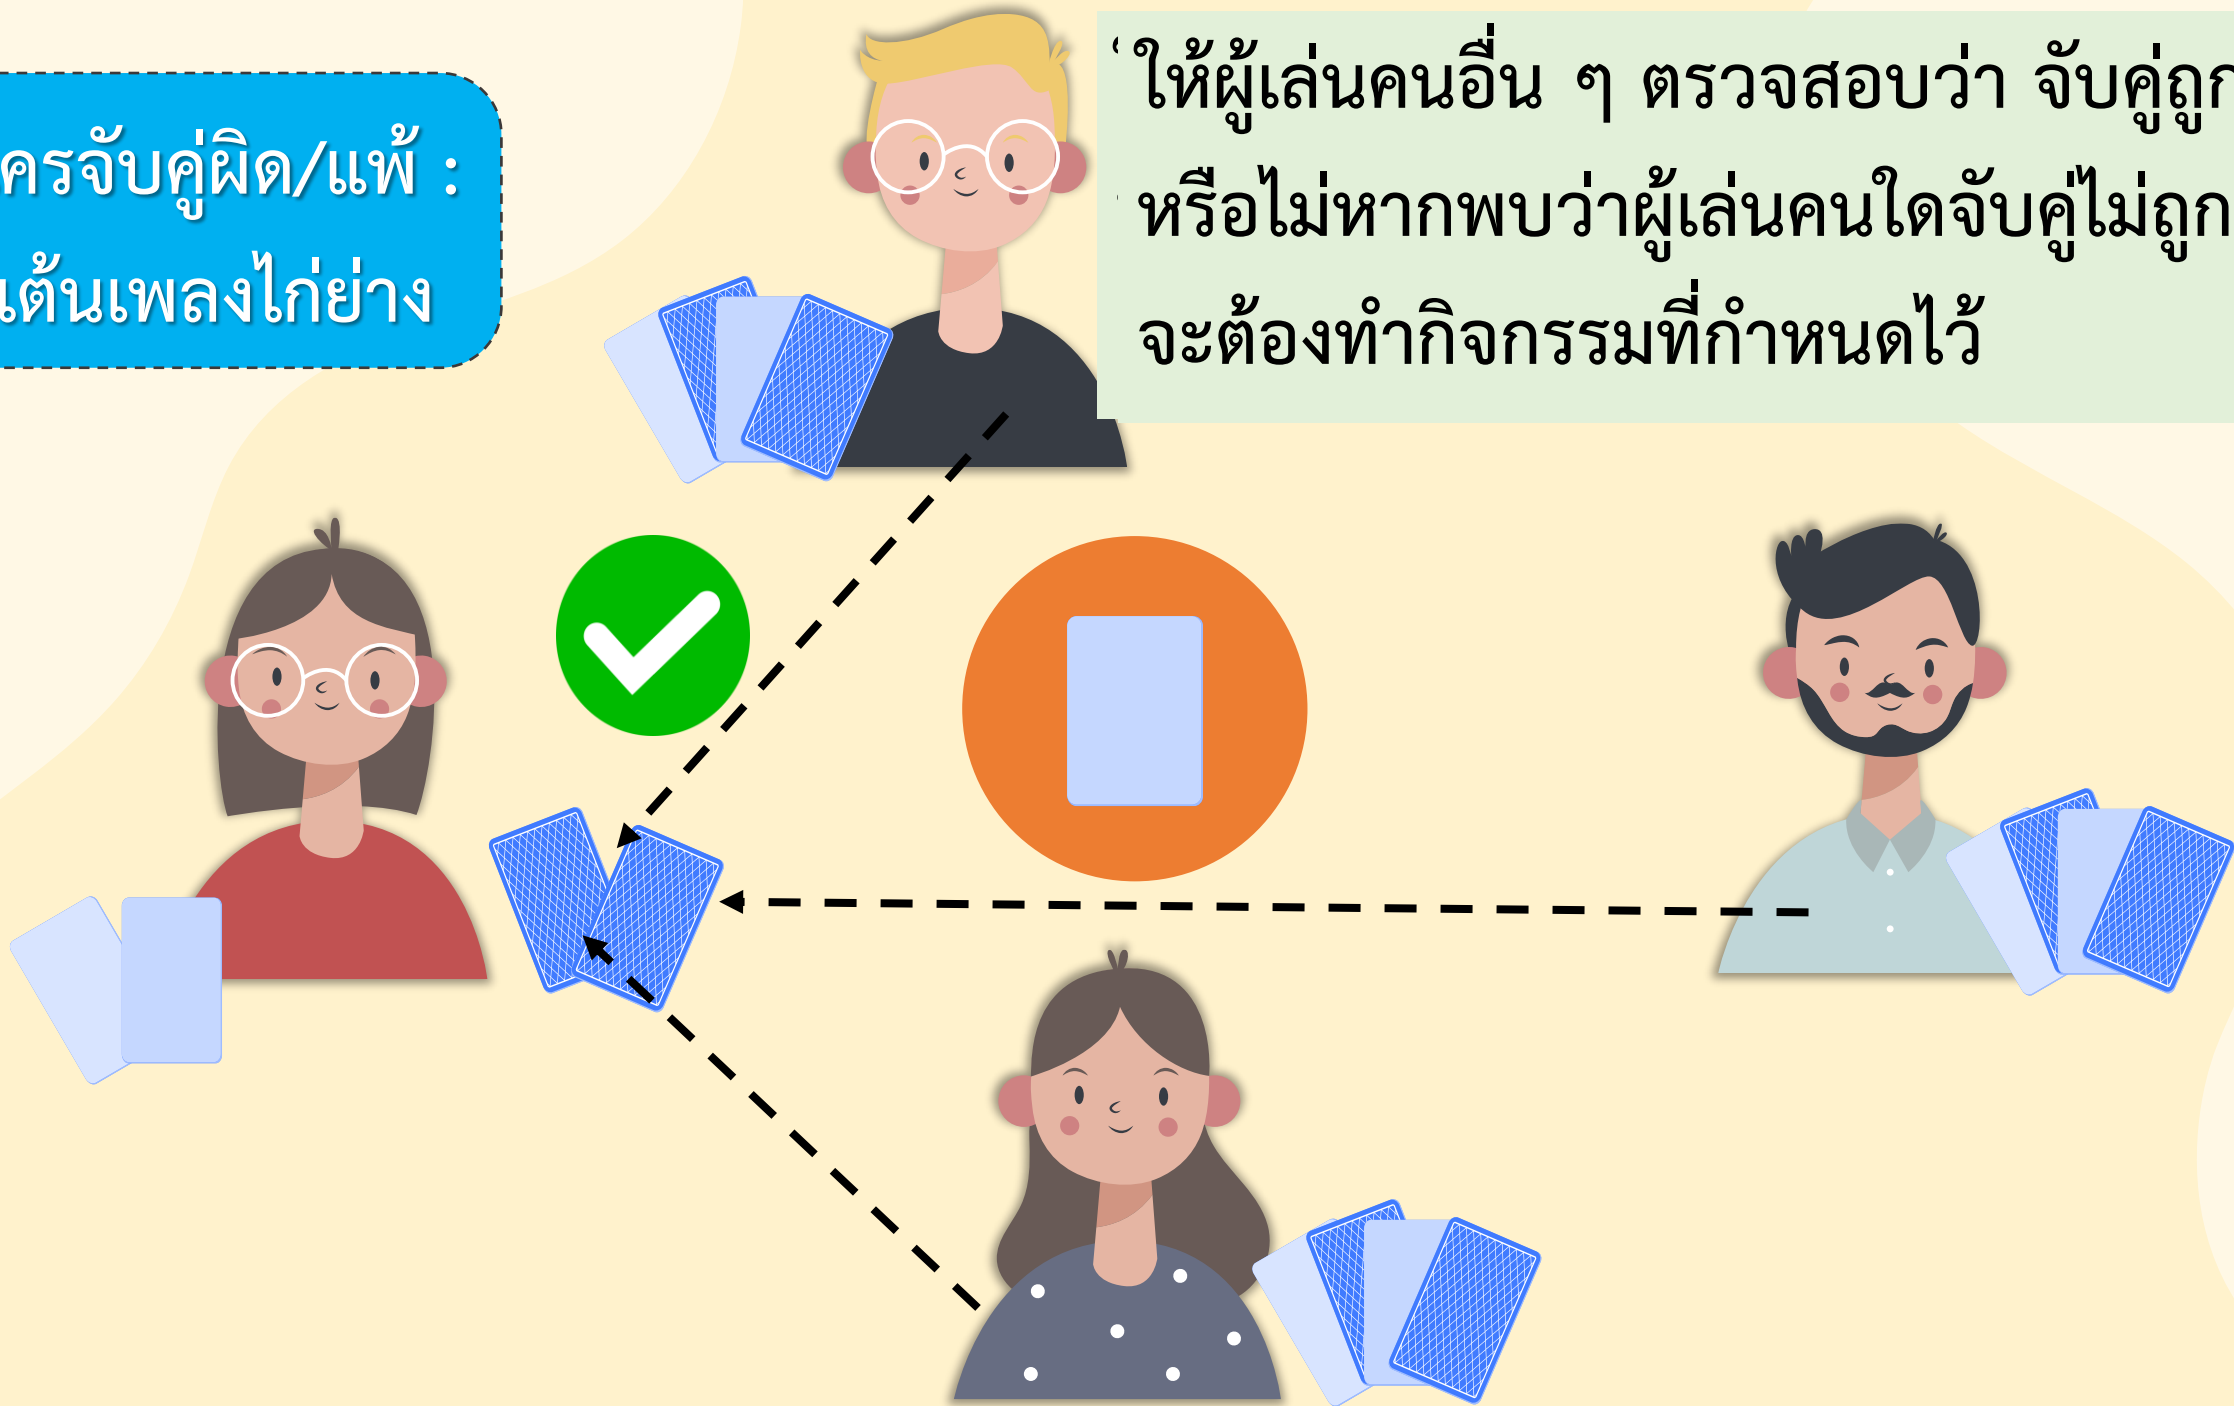 ครจับคู่ผิด/แพ้ :
เต้นเพลงไก่ย่าง
ให้ผู้เล่นคนอื่น ๆ ตรวจสอบว่า จับคู่ถูก
หรือไม่หากพบว่าผู้เล่นคนใดจับคู่ไม่ถูก
จะต้องทำกิจกรรมที่กำหนดไว้